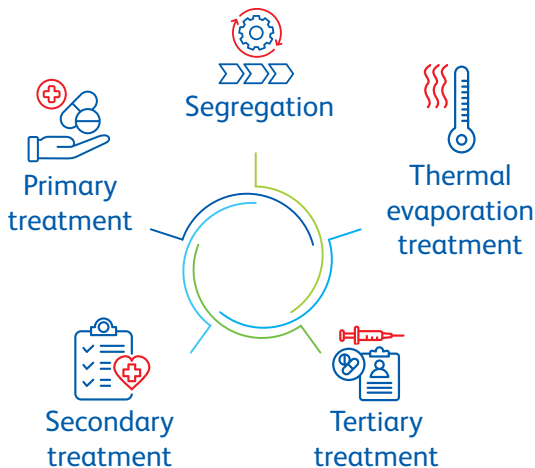 Segregation
Thermal
evaporation
treatment
Primary
treatment
Secondary
treatment
Tertiary
treatment